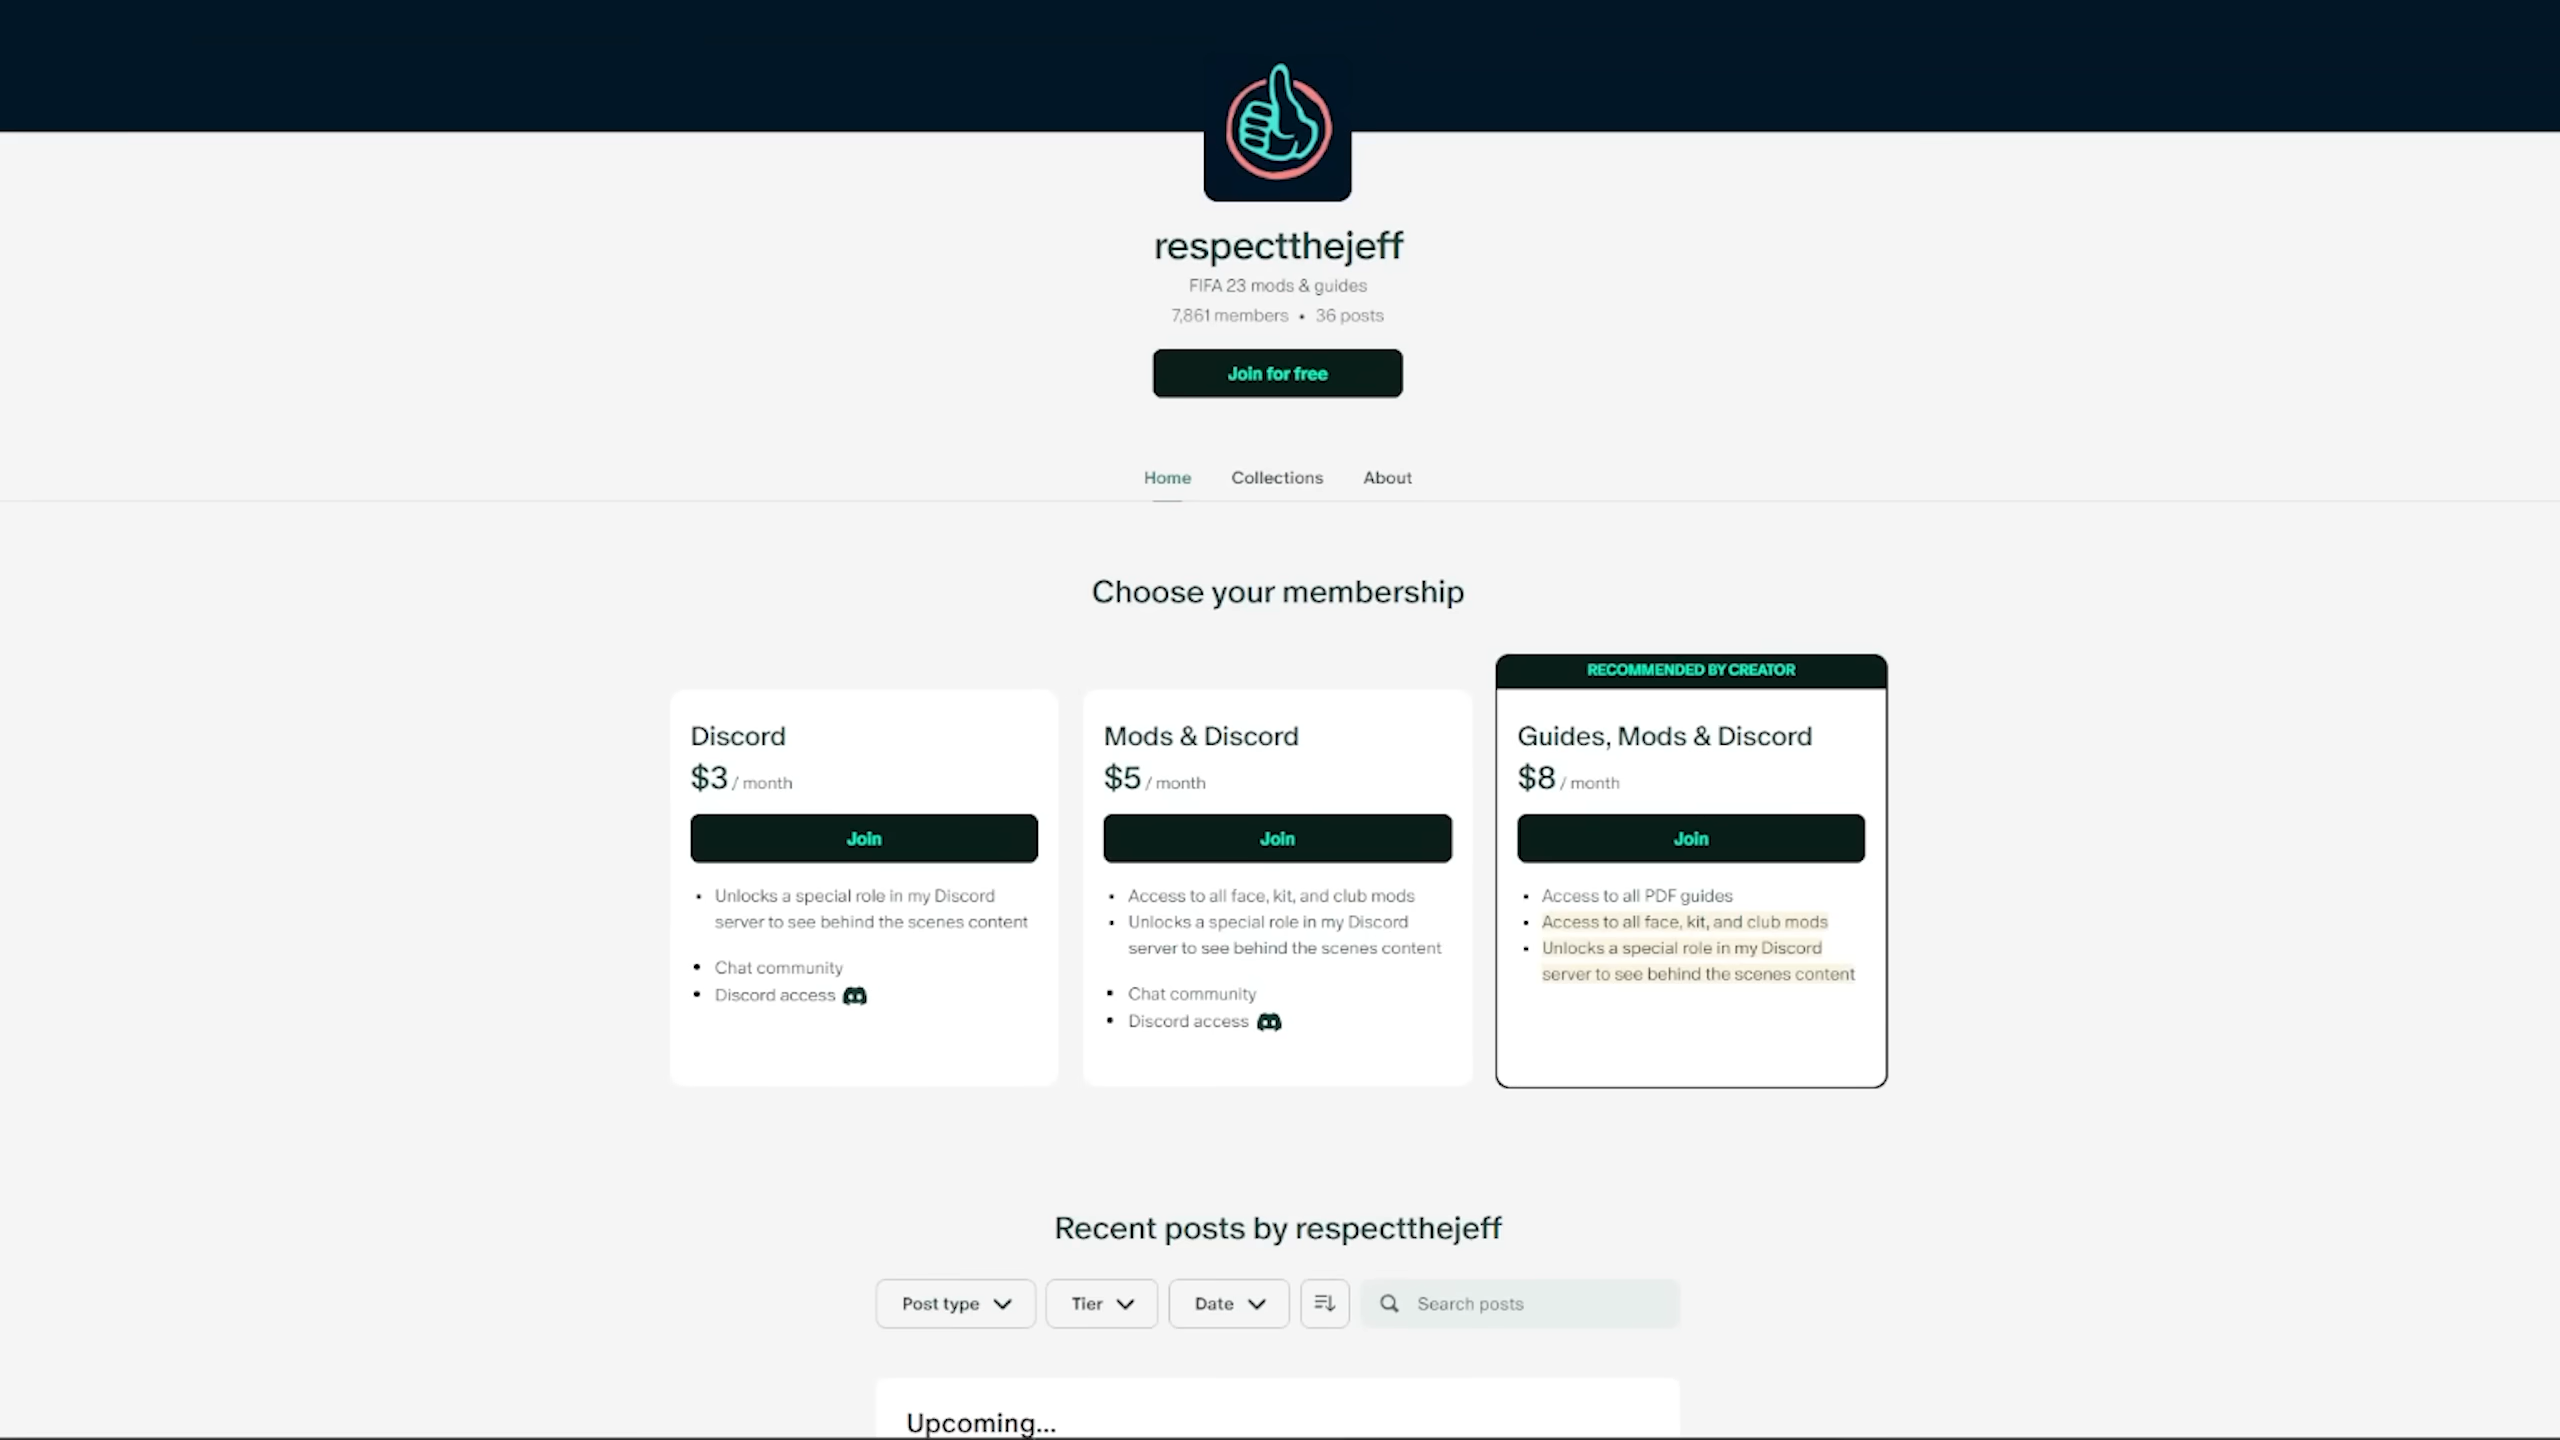 respectthejeff
FIFA 23 mods & guides
7,861 members • 36 posts
Join for free
Home Collections About
Choose your membership
Discord
$3 / month
Join
• Unlocks a special role in my Discord
server to see behind the scenes content
• Chat community
• Discord access
Mods & Discord
$5 / month
Join
• Access to all face, kit, and club mods
• Unlocks a special role in my Discord
server to see behind the scenes content
• Chat community
• Discord access
RECOMMENDED BY CREATOR
Guides, Mods & Discord
$8 / month
Join
• Access to all PDF guides
• Access to all face, kit, and club mods
• Unlocks a special role in my Discord
server to see behind the scenes content
Recent posts by respectthejeff
Post type Tier Date Search posts
Upcoming...